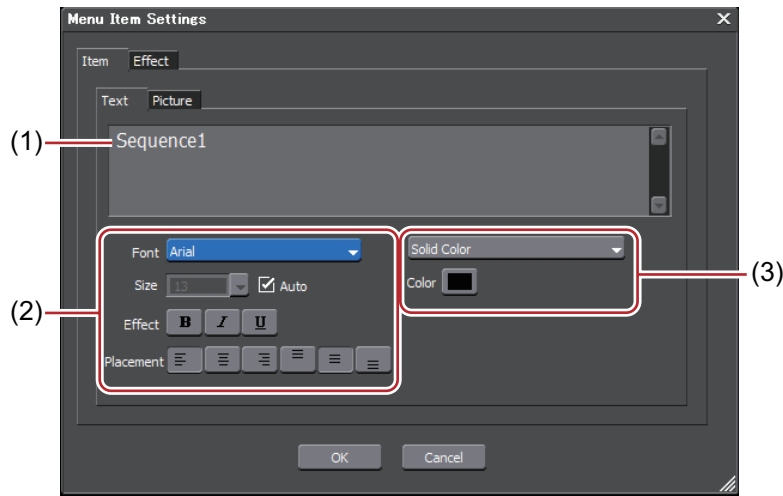 Menu Item Settings X
Item Effect
Text Picture
(1) Sequence1
Font Arial Solid Color
Size 13 Auto Color (3)
(2) Effect B I U
Placement
OK Cancel